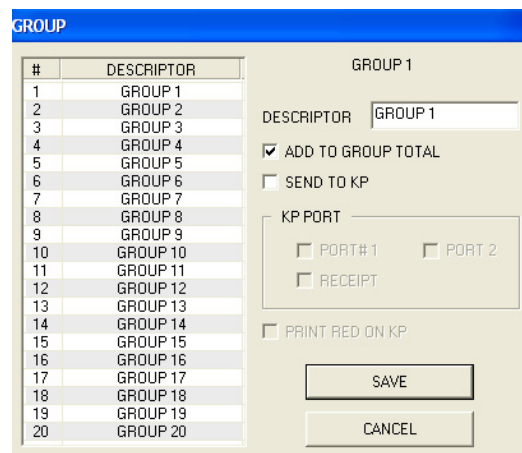 GROUP
# DESCRIPTOR
1 GROUP 1
2 GROUP 2
3 GROUP 3
4 GROUP 4
5 GROUP 5
6 GROUP 6
7 GROUP 7
8 GROUP 8
9 GROUP 9
10 GROUP 10
11 GROUP 11
12 GROUP 12
13 GROUP 13
14 GROUP 14
15 GROUP 15
16 GROUP 16
17 GROUP 17
18 GROUP 18
19 GROUP 19
20 GROUP 20
GROUP 1
DESCRIPTOR GROUP 1
ADD TO GROUP TOTAL
SEND TO KP
KP PORT
PORT# 1 PORT 2
RECEIPT
PRINT RED ON KP
SAVE
CANCEL